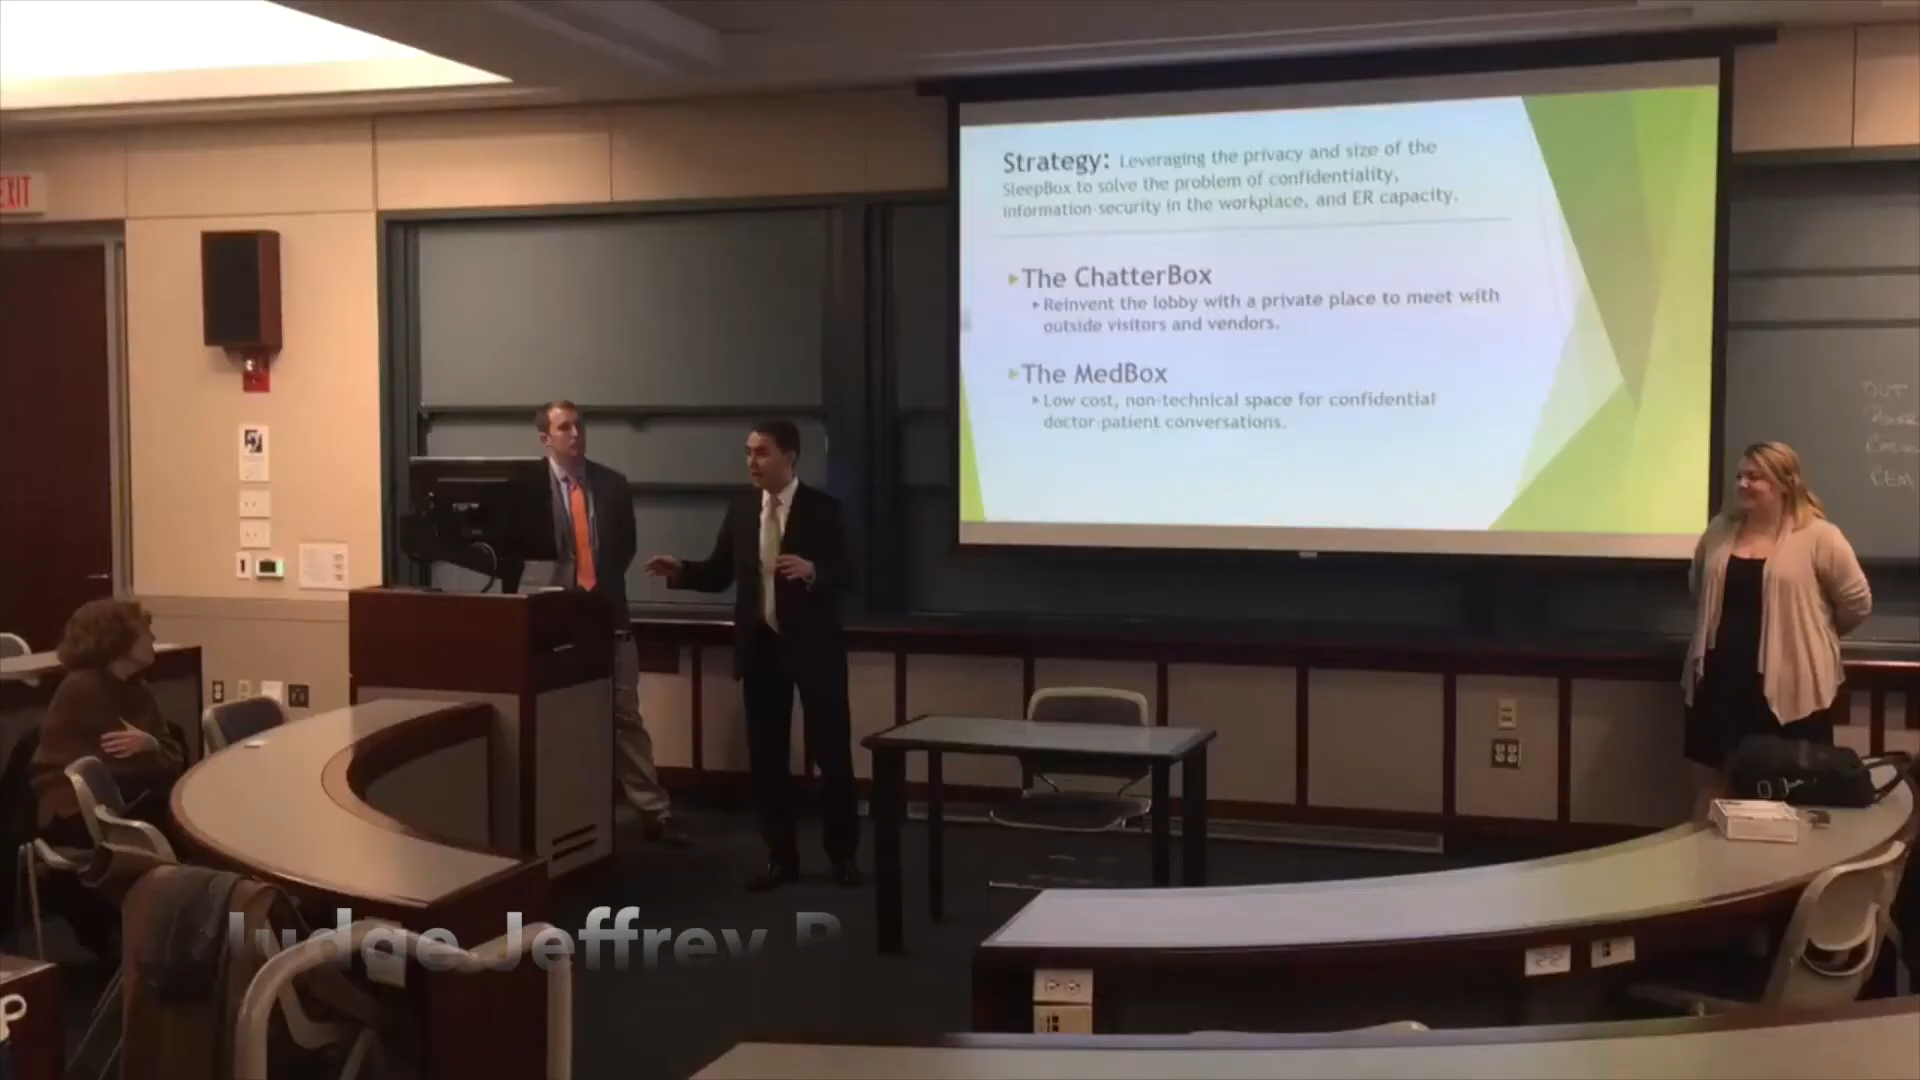 EXIT
Strategy: Leveraging the privacy and size of the
SleepBox to solve the problem of confidentiality,
information security in the workplace, and ER capacity.
▸The ChatterBox
▸Reinvent the lobby with a private place to meet with
outside visitors and vendors.
▸The MedBox
▸Low cost, non-technical space for confidential
doctor-patient conversations.
OUT
Judge Jeffrey